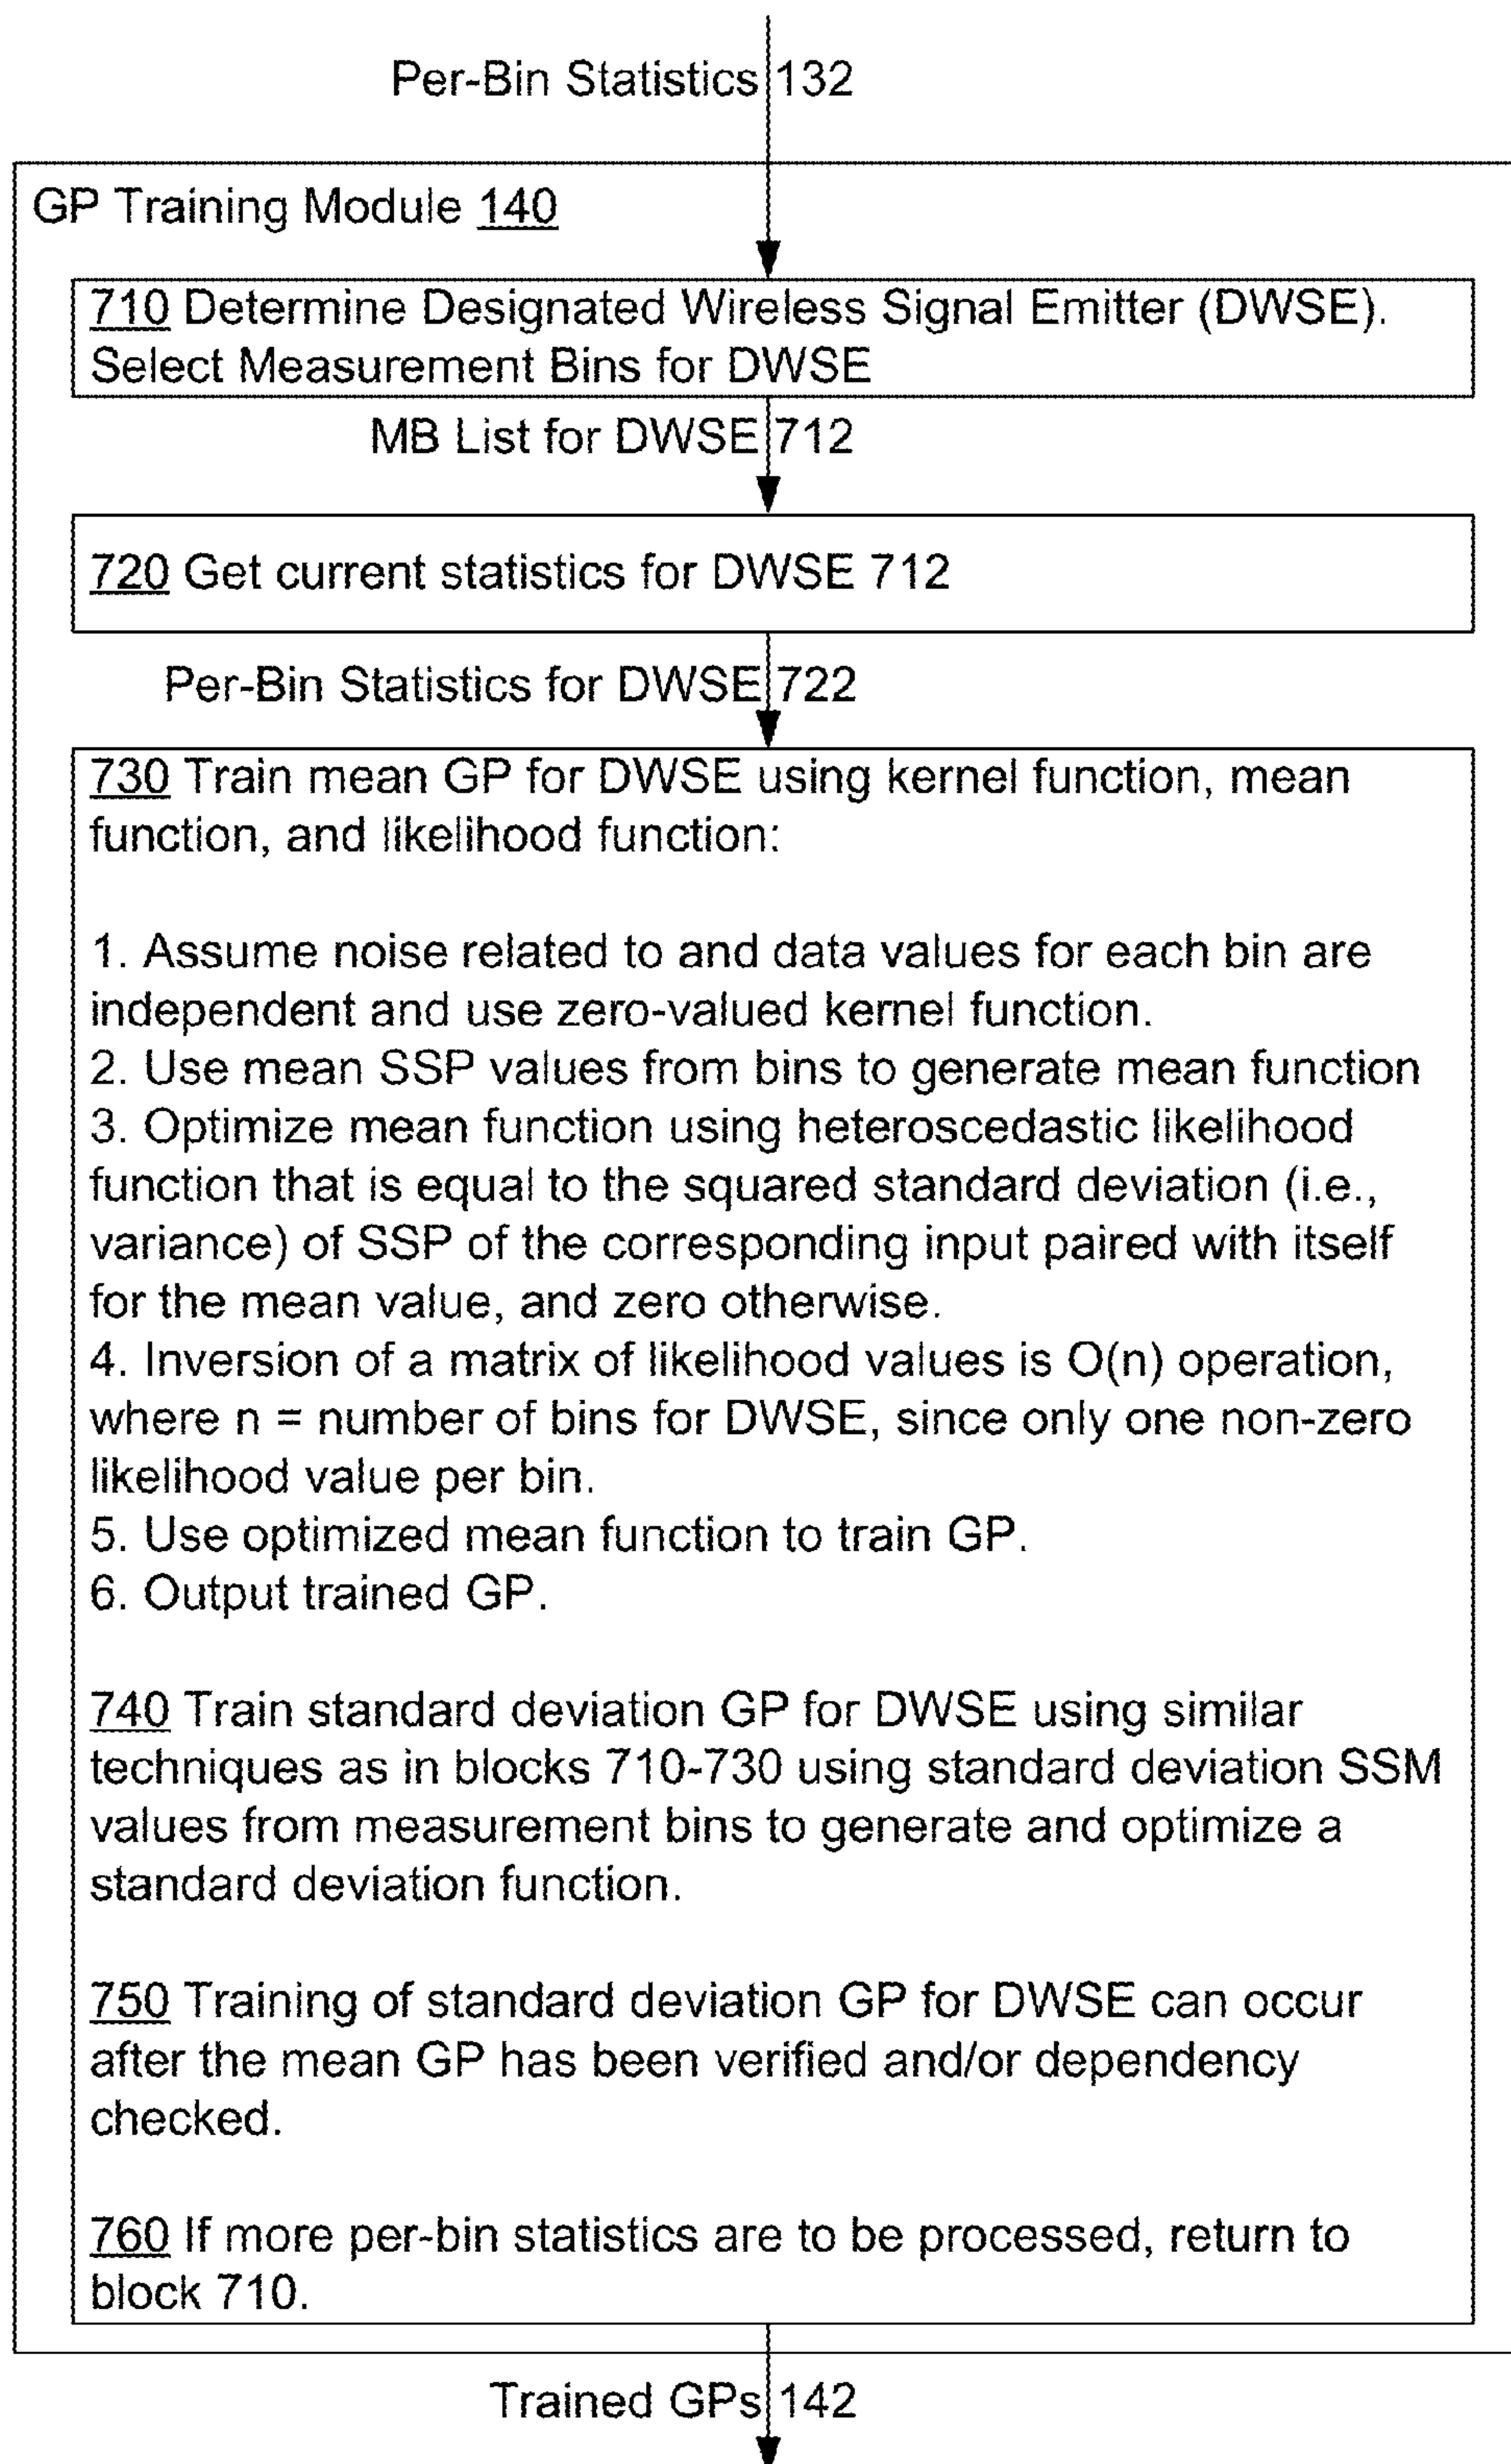 Per-Bin Statistics 132
GP Training Module 140
710 Determine Designated Wireless Signal Emitter (DWSE).
Select Measurement Bins for DWSE
MB List for DWSE 712
720 Get current statistics for DWSE 712
Per-Bin Statistics for DWSE 722
730 Train mean GP for DWSE using kernel function, mean
function, and likelihood function:
1. Assume noise related to and data values for each bin are
independent and use zero-valued kernel function.
2. Use mean SSP values from bins to generate mean function
3. Optimize mean function using heteroscedastic likelihood
function that is equal to the squared standard deviation (i.e.,
variance) of SSP of the corresponding input paired with itself
for the mean value, and zero otherwise.
4. Inversion of a matrix of likelihood values is O(n) operation,
where n = number of bins for DWSE, since only one non-zero
likelihood value per bin.
5. Use optimized mean function to train GP.
6. Output trained GP.
740 Train standard deviation GP for DWSE using similar
techniques as in blocks 710-730 using standard deviation SSM
values from measurement bins to generate and optimize a
standard deviation function.
750 Training of standard deviation GP for DWSE can occur
after the mean GP has been verified and/or dependency
checked.
760 If more per-bin statistics are to be processed, return to
block 710.
Trained GPs 142